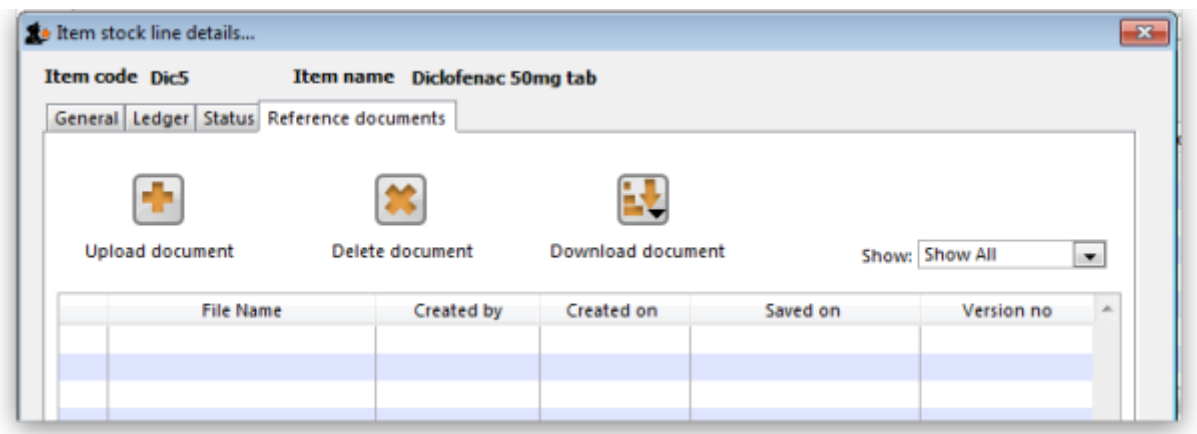 Item stock line details...
Item code Dic5 Item name Diclofenac 50mg tab
General Ledger Status Reference documents
Upload document Delete document Download document
Show: Show All
File Name Created by Created on Saved on Version no